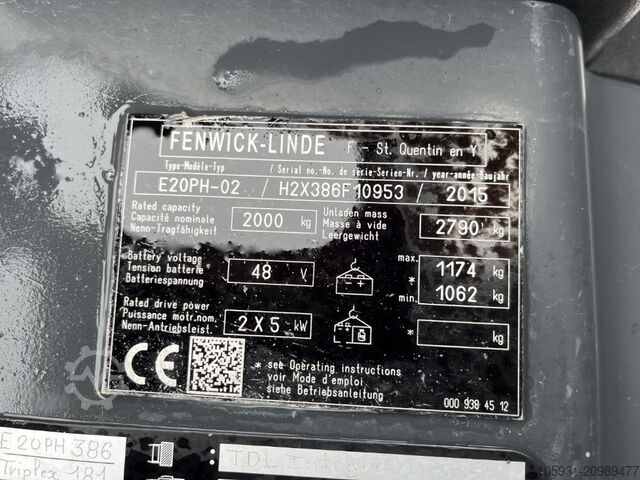 FENWICK-LINDE F - St. Quentin en Y
Type-Modèle-Typ / Serial no.-No. de série-Serien-Nr. / year-année-Baujahr
E20PH-02 / H2X386F10953 / 2015
Rated capacity
Capacité nominale
Nenn-Tragfähigkeit
2000 kg
Unladen mass
Masse à vide
Leergewicht
2790 kg
Battery voltage
Tension batterie
Batteriespannung
48 V
max. 1174 kg
*
min. 1062 kg
Rated drive power
Puissance motr.nom.
Nenn-Antriebsleist.
2 X 5 kW
* kg
CE
* see Operating instructions
voir Mode d'emploi
siehe Betriebsanleitung
000 938 45 12
E20PH 386
Triplex 181
TDL
105931-20989477